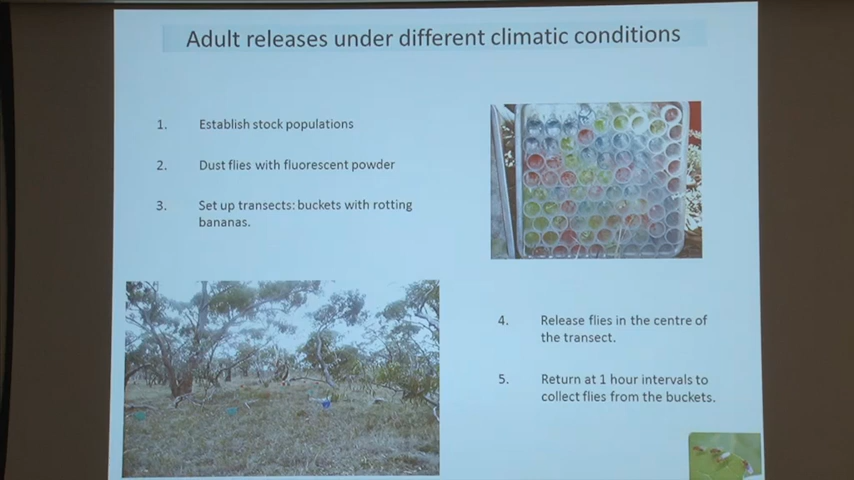 Adult releases under different climatic conditions
1. Establish stock populations
2. Dust flies with fluorescent powder
3. Set up transects: buckets with rotting
bananas.
4. Release flies in the centre of
the transect.
5. Return at 1 hour intervals to
collect flies from the buckets.